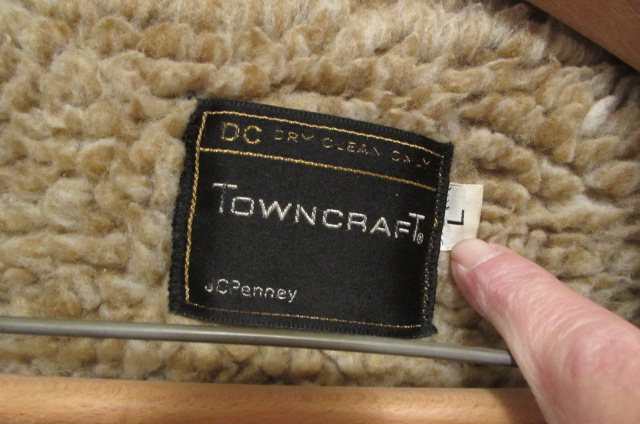 DC DRY CLEAN ONLY
TOWNCRAFT®
L
JCPenney